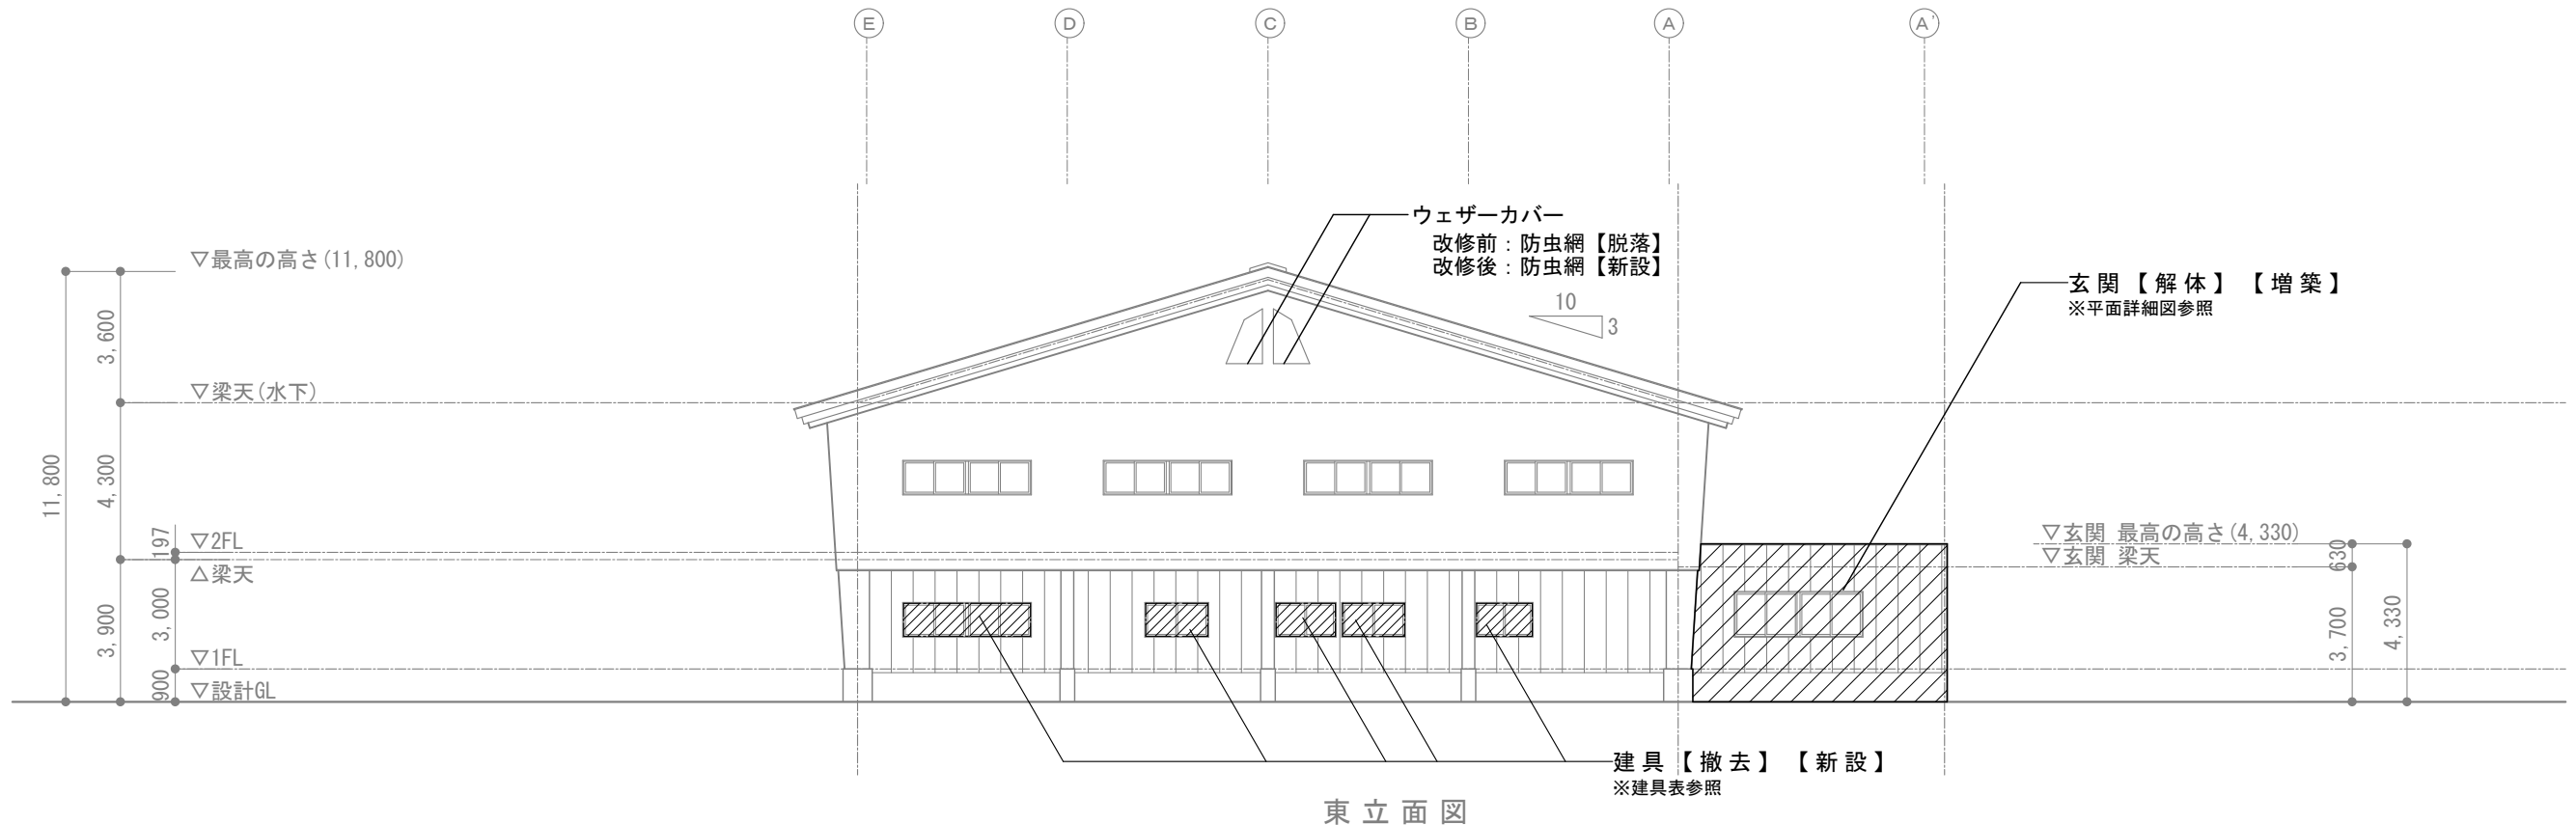 E D C B A A'
ウェザーカバー
改修前：防虫網【脱落】
改修後：防虫網【新設】
▽最高の高さ(11,800)
玄関【解体】【増築】
※平面詳細図参照
10
3
3,600
▽梁天(水下)
11,800
4,300
197
▽2FL
△梁天
▽玄関 最高の高さ(4,330)
▽玄関 梁天
630
3,900
3,000
3,700
4,330
▽1FL
900
▽設計GL
建具【撤去】【新設】
※建具表参照
東立面図